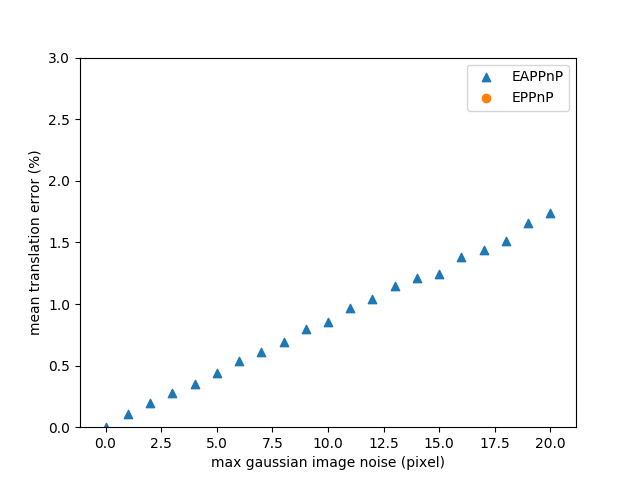 EAPPnP
EPPnP
3.0
2.5
2.0
1.5
1.0
0.5
0.0
mean translation error (%)
0.0 2.5 5.0 7.5 10.0 12.5 15.0 17.5 20.0
max gaussian image noise (pixel)